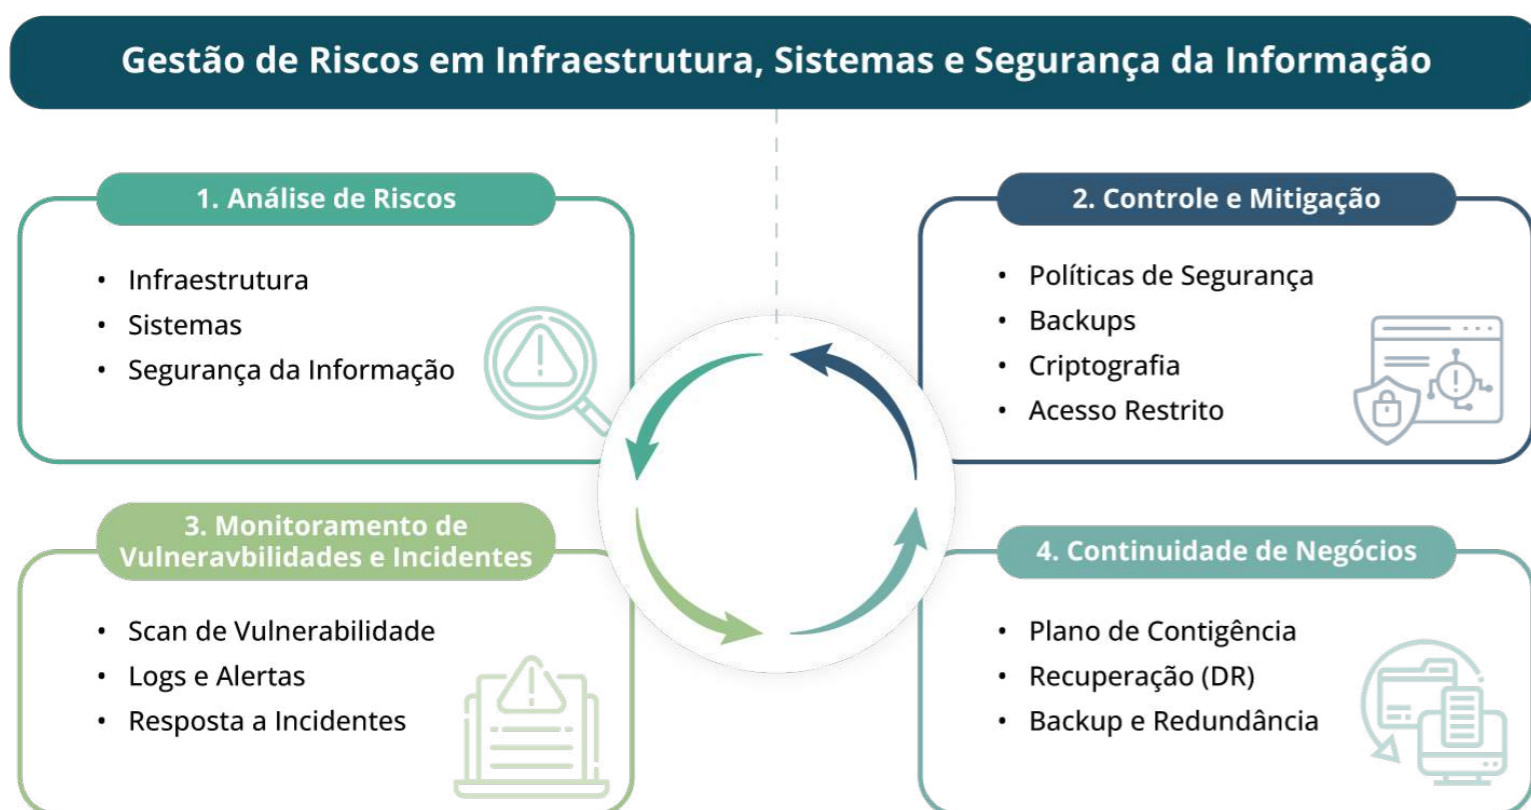 Gestão de Riscos em Infraestrutura, Sistemas e Segurança da Informação
1. Análise de Riscos
• Infraestrutura
• Sistemas
• Segurança da Informação
2. Controle e Mitigação
• Políticas de Segurança
• Backups
• Criptografia
• Acesso Restrito
3. Monitoramento de
Vulneravbilidades e Incidentes
• Scan de Vulnerabilidade
• Logs e Alertas
• Resposta a Incidentes
4. Continuidade de Negócios
• Plano de Contigência
• Recuperação (DR)
• Backup e Redundância